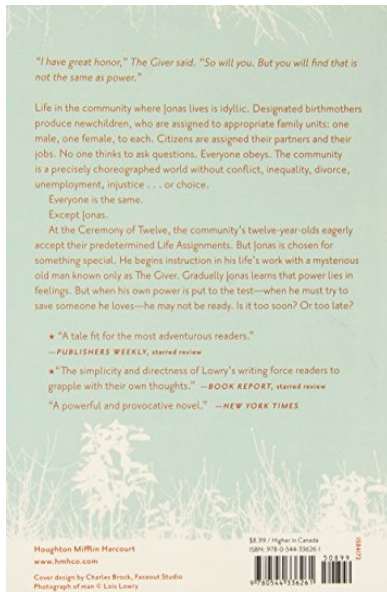 “I have great honor,” The Giver said. “So will you. But you will find that is
not the same as power.”
Life in the community where Jonas lives is idyllic. Designated birthmothers
produce newchildren, who are assigned to appropriate family units: one
male, one female, to each. Citizens are assigned their partners and their
jobs. No one thinks to ask questions. Everyone obeys. The community
is a precisely choreographed world without conflict, inequality, divorce,
unemployment, injustice . . . or choice.
Everyone is the same.
Except Jonas.
At the Ceremony of Twelve, the community’s twelve-year-olds eagerly
accept their predetermined Life Assignments. But Jonas is chosen for
something special. He begins instruction in his life’s work with a mysterious
old man known only as The Giver. Gradually Jonas learns that power lies in
feelings. But when his own power is put to the test—when he must try to
save someone he loves—he may not be ready. Is it too soon? Or too late?
★ “A tale fit for the most adventurous readers.”
—PUBLISHERS WEEKLY, starred review
★ “The simplicity and directness of Lowry’s writing force readers to
grapple with their own thoughts.” —BOOK REPORT, starred review
“A powerful and provocative novel.” —NEW YORK TIMES
Houghton Mifflin Harcourt
www.hmhco.com
Cover design by Charles Brock, Faceout Studio
Photograph of man © Lois Lowry
$8.99 / Higher in Canada
ISBN: 978-0-544-33626-1
50899
9 780544 336261
1584172